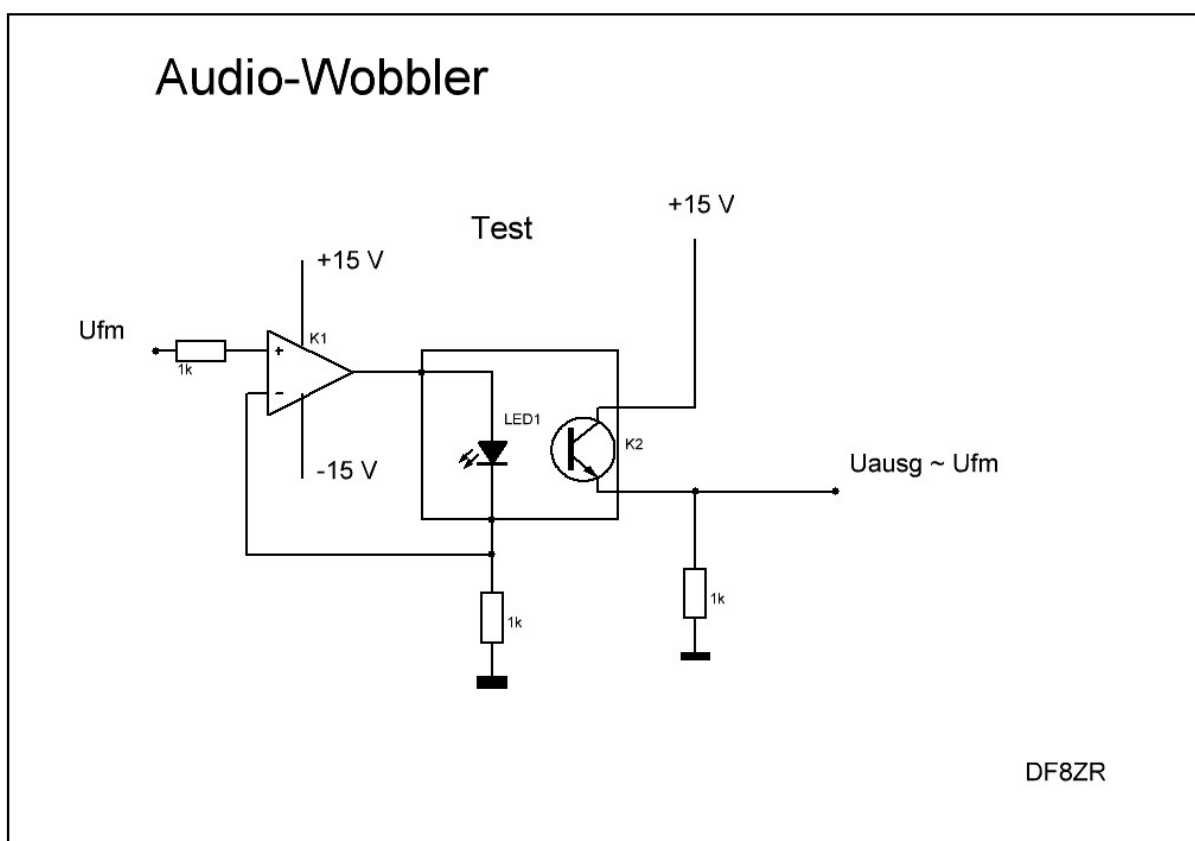 Audio-Wobbler
+15 V
Test
+15 V
Ufm
K1
+
1k
-
LED1
K2
-15 V
Uausg ~ Ufm
1k
1k
DF8ZR